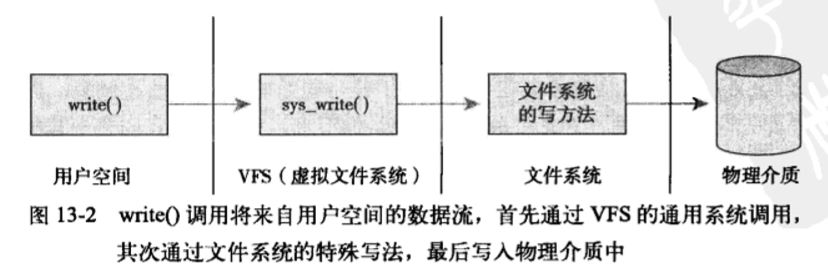 write()
sys_write()
文件系统
的写方法
用户空间
VFS（虚拟文件系统）
文件系统
物理介质
图 13-2 write() 调用将来自用户空间的数据流，首先通过 VFS 的通用系统调用，
其次通过文件系统的特殊写法，最后写入物理介质中